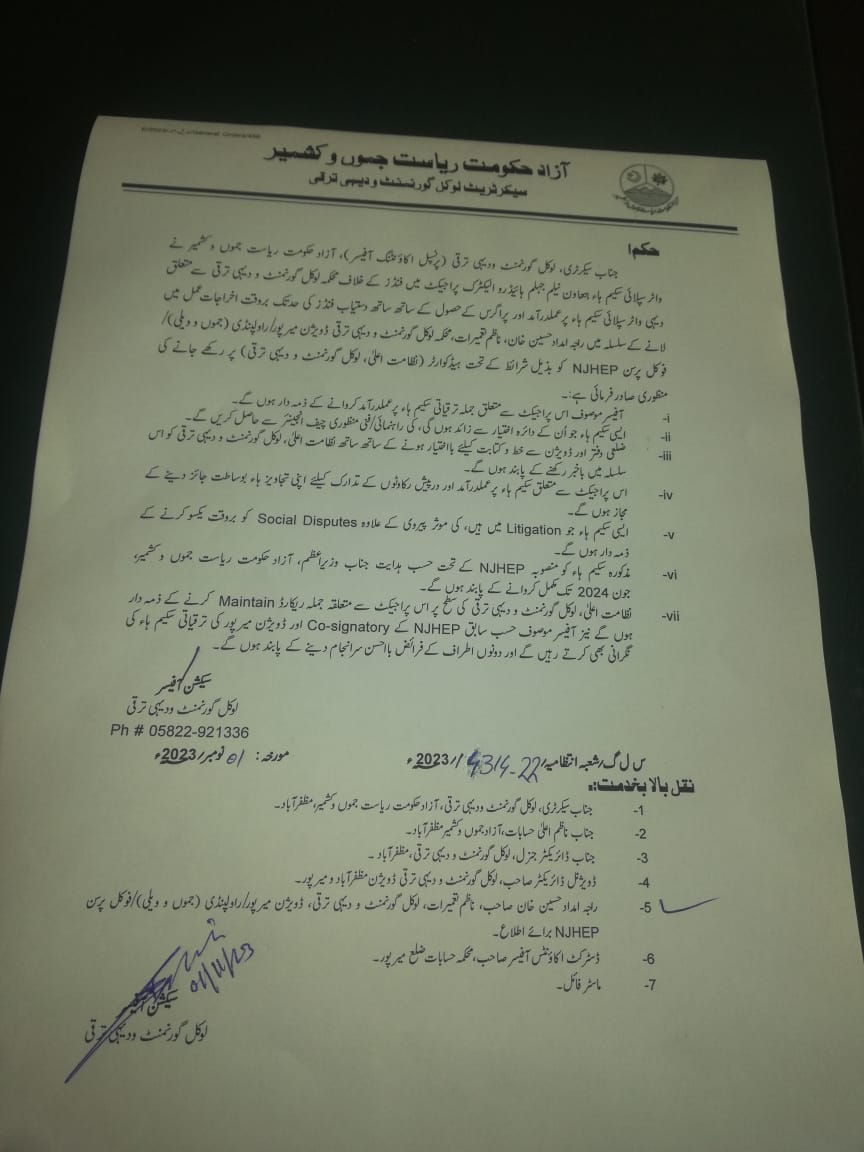 آزاد حکومت ریاست جموں و کشمیر
سیکرٹریٹ لوکل گورنمنٹ و دیہی ترقی
حکم!
جناب سیکرٹری، لوکل گورنمنٹ ودیہی ترقی (پرنسپل اکاؤنٹنگ آفیسر)، آزاد حکومت ریاست جموں و کشمیر نے
واٹر سپلائی سکیم ہاء بمعاون نیلم جہلم ہائیڈرو الیکٹرک پراجیکٹ میں فنڈز کے خلاف محکمہ لوکل گورنمنٹ و دیہی ترقی سے متعلق
دیہی واٹر سپلائی سکیم ہاء پر عملدرآمد اور پراگرس کے حصول کے ساتھ ساتھ دستیاب فنڈز کی حد تک بروقت اخراجات عمل میں
لانے کے سلسلہ میں راجہ امداد حسین خان، ناظم تعمیرات، محکمہ لوکل گورنمنٹ و دیہی ترقی ڈویژن میرپور/راولپنڈی (جموں و ویلی)/
فوکل پرسن NJHEP کو بذیل شرائط کے تحت ہیڈکوارٹر (نظامت اعلیٰ، لوکل گورنمنٹ و دیہی ترقی) پر رکھے جانے کی
منظوری صادر فرمائی ہے:۔
i- آفیسر موصوف اس پراجیکٹ سے متعلق جملہ ترقیاتی سکیم ہاء پر عملدرآمد کروانے کے ذمہ دار ہوں گے۔
ii- ایسی سکیم ہاء جو اُن کے دائرہ اختیار سے زائد ہوں گی، کی راہنمائی/فنی منظوری چیف انجینئر سے حاصل کریں گے۔
iii- ضلعی دفتر اور ڈویژن سے خط و کتابت کیلئے بااختیار ہونے کے ساتھ ساتھ نظامت اعلیٰ، لوکل گورنمنٹ و دیہی ترقی کو اس
سلسلہ میں باخبر رکھنے کے پابند ہوں گے۔
iv- اس پراجیکٹ سے متعلق سکیم ہاء پر عملدرآمد اور درپیش رکاوٹوں کے تدارک کیلئے اپنی تجاویز ہاء بوساطت جائز دینے کے
مجاز ہوں گے۔
v- ایسی سکیم ہاء جو Litigation میں ہیں، کی موثر پیروی کے علاوہ Social Disputes کو بروقت یکسو کرنے کے
ذمہ دار ہوں گے۔
vi- مذکورہ سکیم ہاء کو منصوبہ NJHEP کے تحت حسب ہدایت جناب وزیراعظم، آزاد حکومت ریاست جموں و کشمیر،
جون 2024 تک مکمل کروانے کے پابند ہوں گے۔
vii- نظامت اعلیٰ، لوکل گورنمنٹ و دیہی ترقی کی سطح پر اس پراجیکٹ سے متعلقہ جملہ ریکارڈ Maintain کرنے کے ذمہ دار
ہوں گے نیز آفیسر موصوف حسب سابق NJHEP کے Co-signatory اور ڈویژن میرپور کی ترقیاتی سکیم ہاء کی
نگرانی بھی کرتے رہیں گے اور دونوں اطراف کے فرائض بااحسن سرانجام دینے کے پابند ہوں گے۔
سیکشن آفیسر
لوکل گورنمنٹ ودیہی ترقی
Ph # 05822-921336
س ل گ/شعبہ انتظامیہ/ 14314-22 /2023ء مورخہ: 01 نومبر/2023ء
نقل بالا بخدمت:۔
1- جناب سیکرٹری، لوکل گورنمنٹ ودیہی ترقی، آزاد حکومت ریاست جموں و کشمیر، مظفرآباد۔
2- جناب ناظم اعلیٰ حسابات، آزاد جموں و کشمیر مظفرآباد۔
3- جناب ڈائریکٹر جنرل، لوکل گورنمنٹ و دیہی ترقی، مظفرآباد ۔
4- ڈویژنل ڈائریکٹر صاحب، لوکل گورنمنٹ و دیہی ترقی ڈویژن مظفرآباد و میرپور۔
5- راجہ امداد حسین خان صاحب، ناظم تعمیرات، لوکل گورنمنٹ و دیہی ترقی، ڈویژن میرپور/راولپنڈی (جموں و ویلی)/فوکل پرسن
NJHEP برائے اطلاع۔
6- ڈسٹرکٹ اکاؤنٹس آفیسر صاحب، محکمہ حسابات ضلع میرپور۔
7- ماسٹر فائل۔
01/11/23
سیکشن آفیسر
لوکل گورنمنٹ ودیہی ترقی